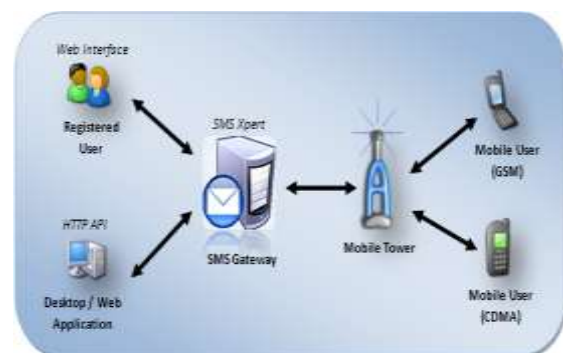 Web Interface
Registered
User
SMS Xpert
SMS Gateway
HTTP API
Desktop / Web
Application
Mobile Tower
Mobile User
(GSM)
Mobile User
(CDMA)